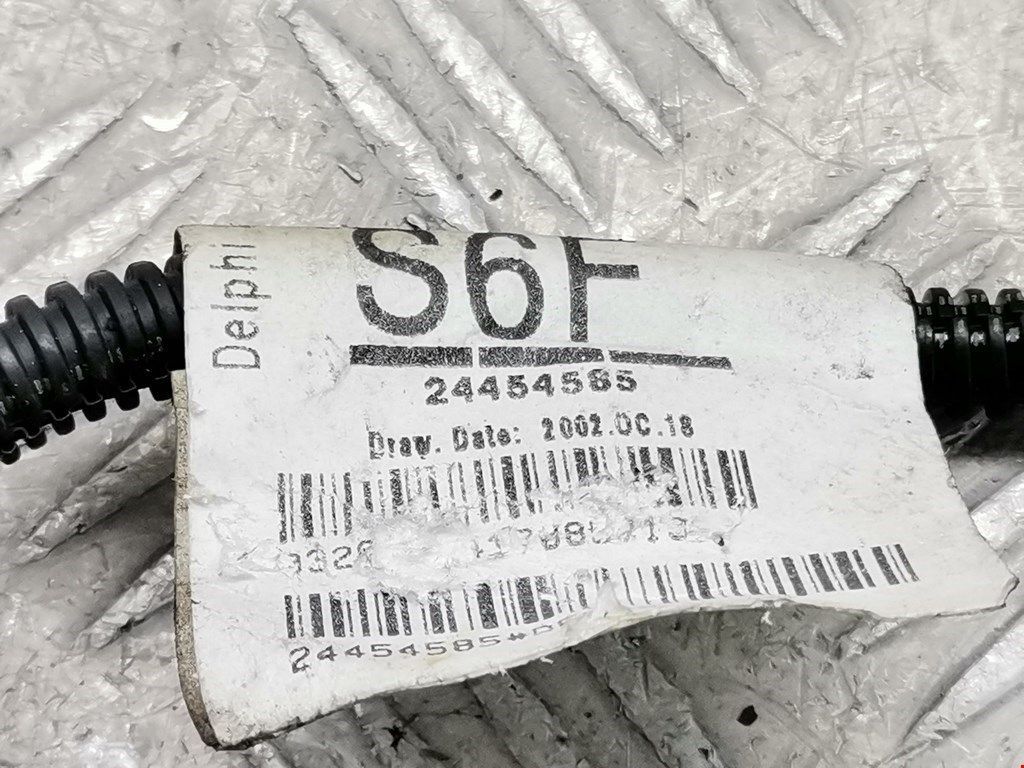 Delphi
S6F
24454585
Draw. Date: 2002.OC.18
24454585*